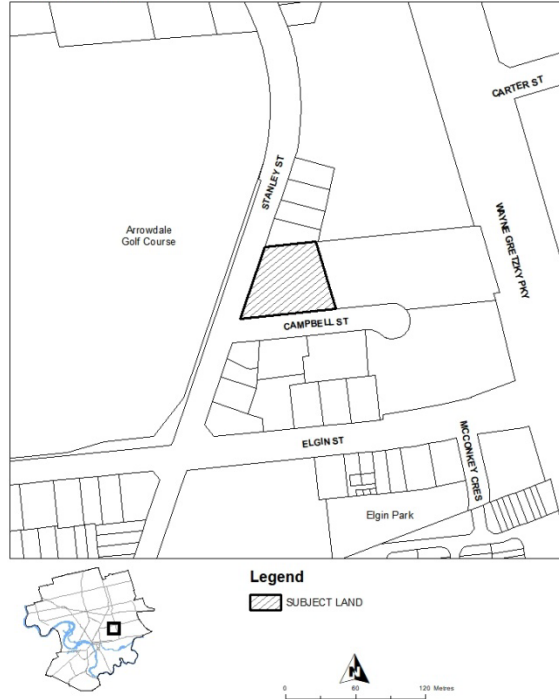 CARTER ST
STANLEY ST
WAYNE GRETZKY PKY
Arrowdale
Golf Course
CAMPBELL ST
ELGIN ST
MCCONKEY CRES
Elgin Park
Legend
SUBJECT LAND
N
0 60 120 Metres